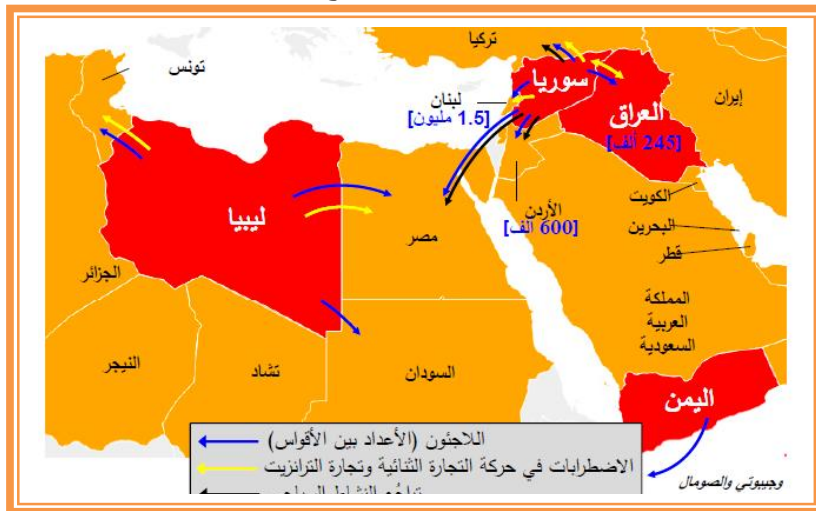 تركيا
تونس
سوريا
لبنان
[1.5 مليون]
العراق
[245 ألف]
إيران
الأردن
[600 الف]
الكويت
البحرين
قطر
ليبيا
مصر
الجزائر
المملكة
العربية
السعودية
النيجر
تشاد
السودان
اليمن
وجيبوتي والصومال
اللاجئون (الأعداد بين الأقواس)
الاضطرابات في حركة التجارة الثنائية وتجارة الترانزيت